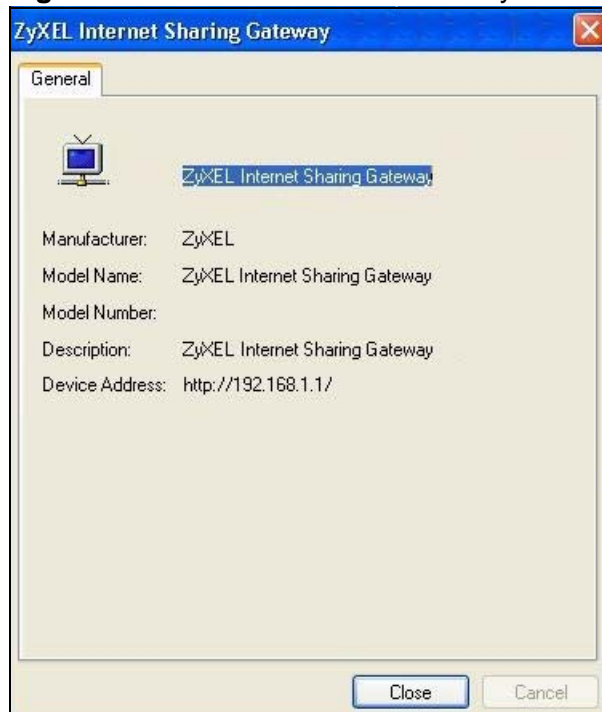 ZyXEL Internet Sharing Gateway
General
ZyXEL Internet Sharing Gateway
Manufacturer: ZyXEL
Model Name: ZyXEL Internet Sharing Gateway
Model Number:
Description: ZyXEL Internet Sharing Gateway
Device Address: http://192.168.1.1/
Close Cancel